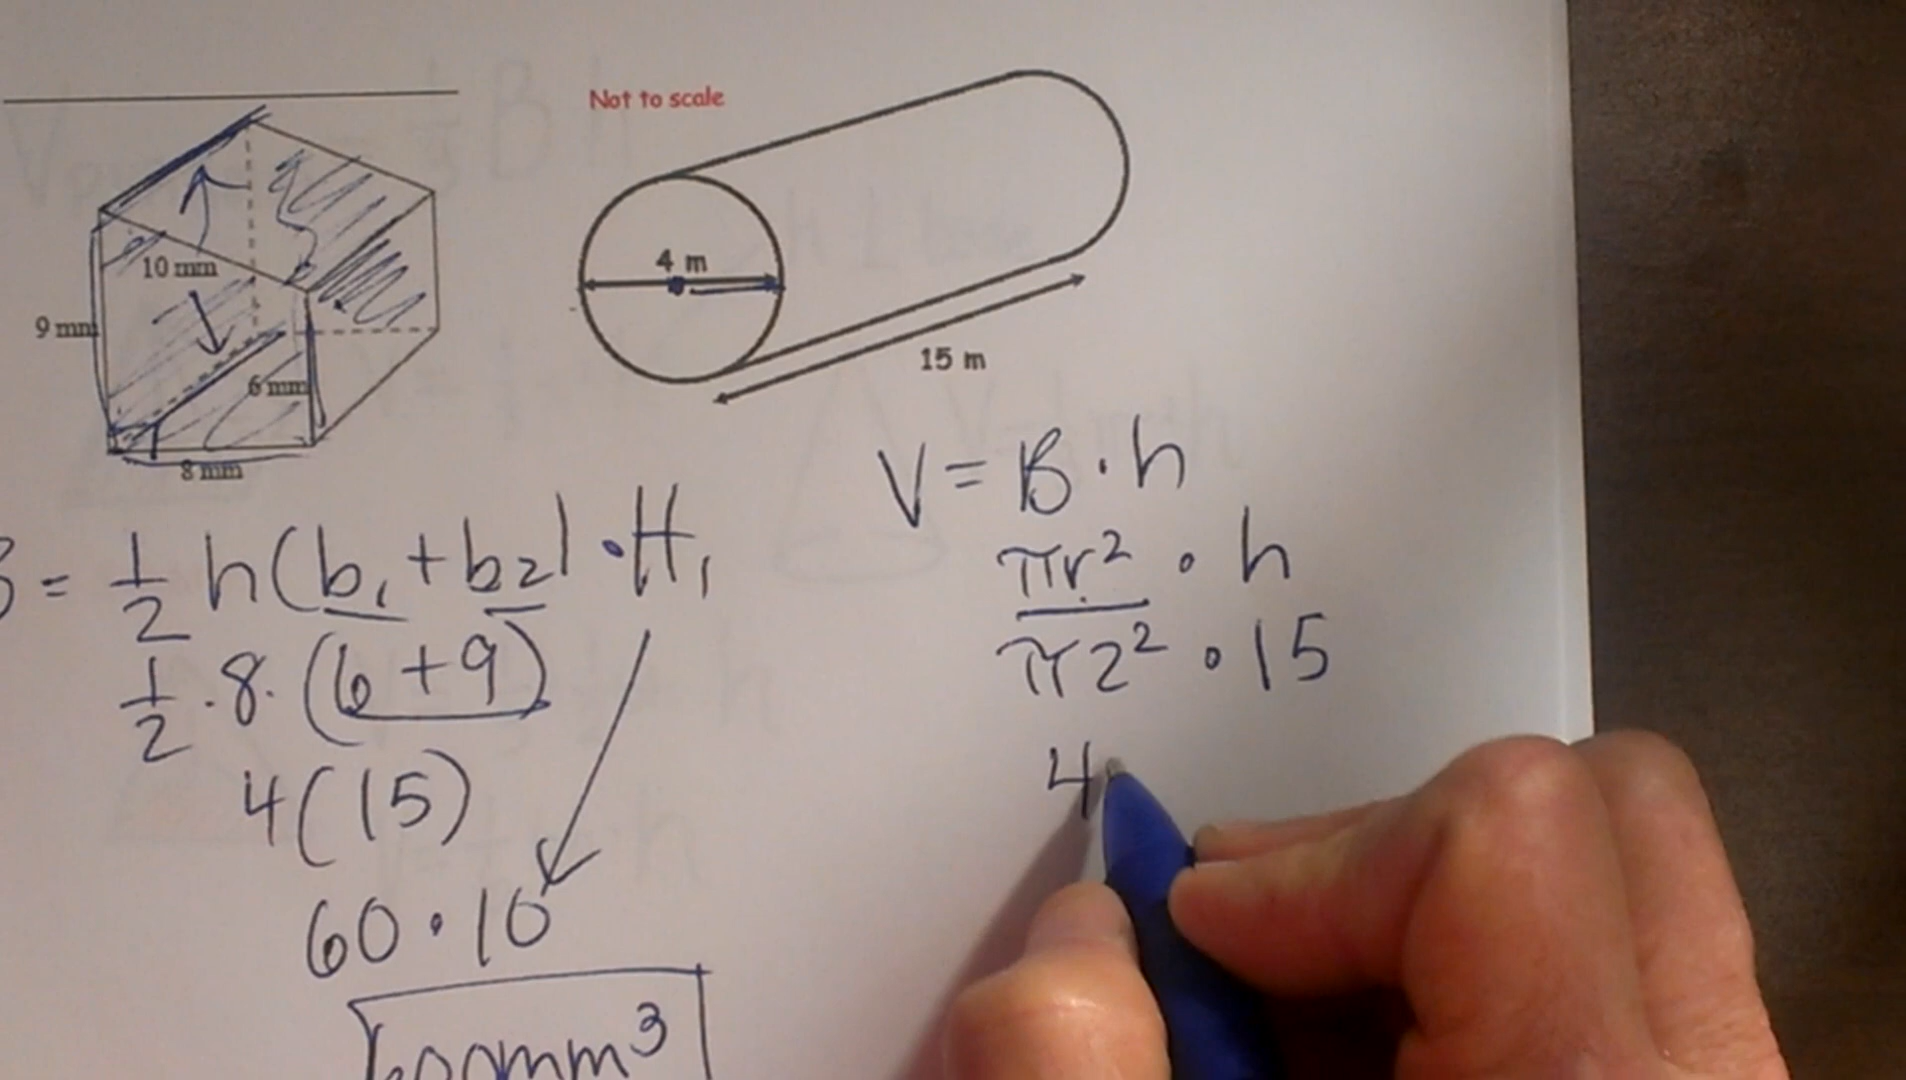 Not to scale
4 m
15 m
10 mm
9 mm
6 mm
8 mm
= 1/2 h(b₁+b₂) · H₁
1/2 · 8 · (6+9)
4(15)
60 · 10
600mm³
V = B · h
πr² · h
π2² · 15
4